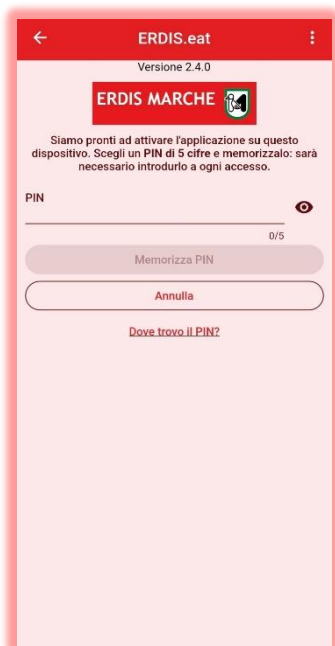 ERDIS.eat
Versione 2.4.0
ERDIS MARCHE
Siamo pronti ad attivare l'applicazione su questo
dispositivo. Scegli un PIN di 5 cifre e memorizzalo: sarà
necessario introdurlo a ogni accesso.
PIN
0/5
Memorizza PIN
Annulla
Dove trovo il PIN?